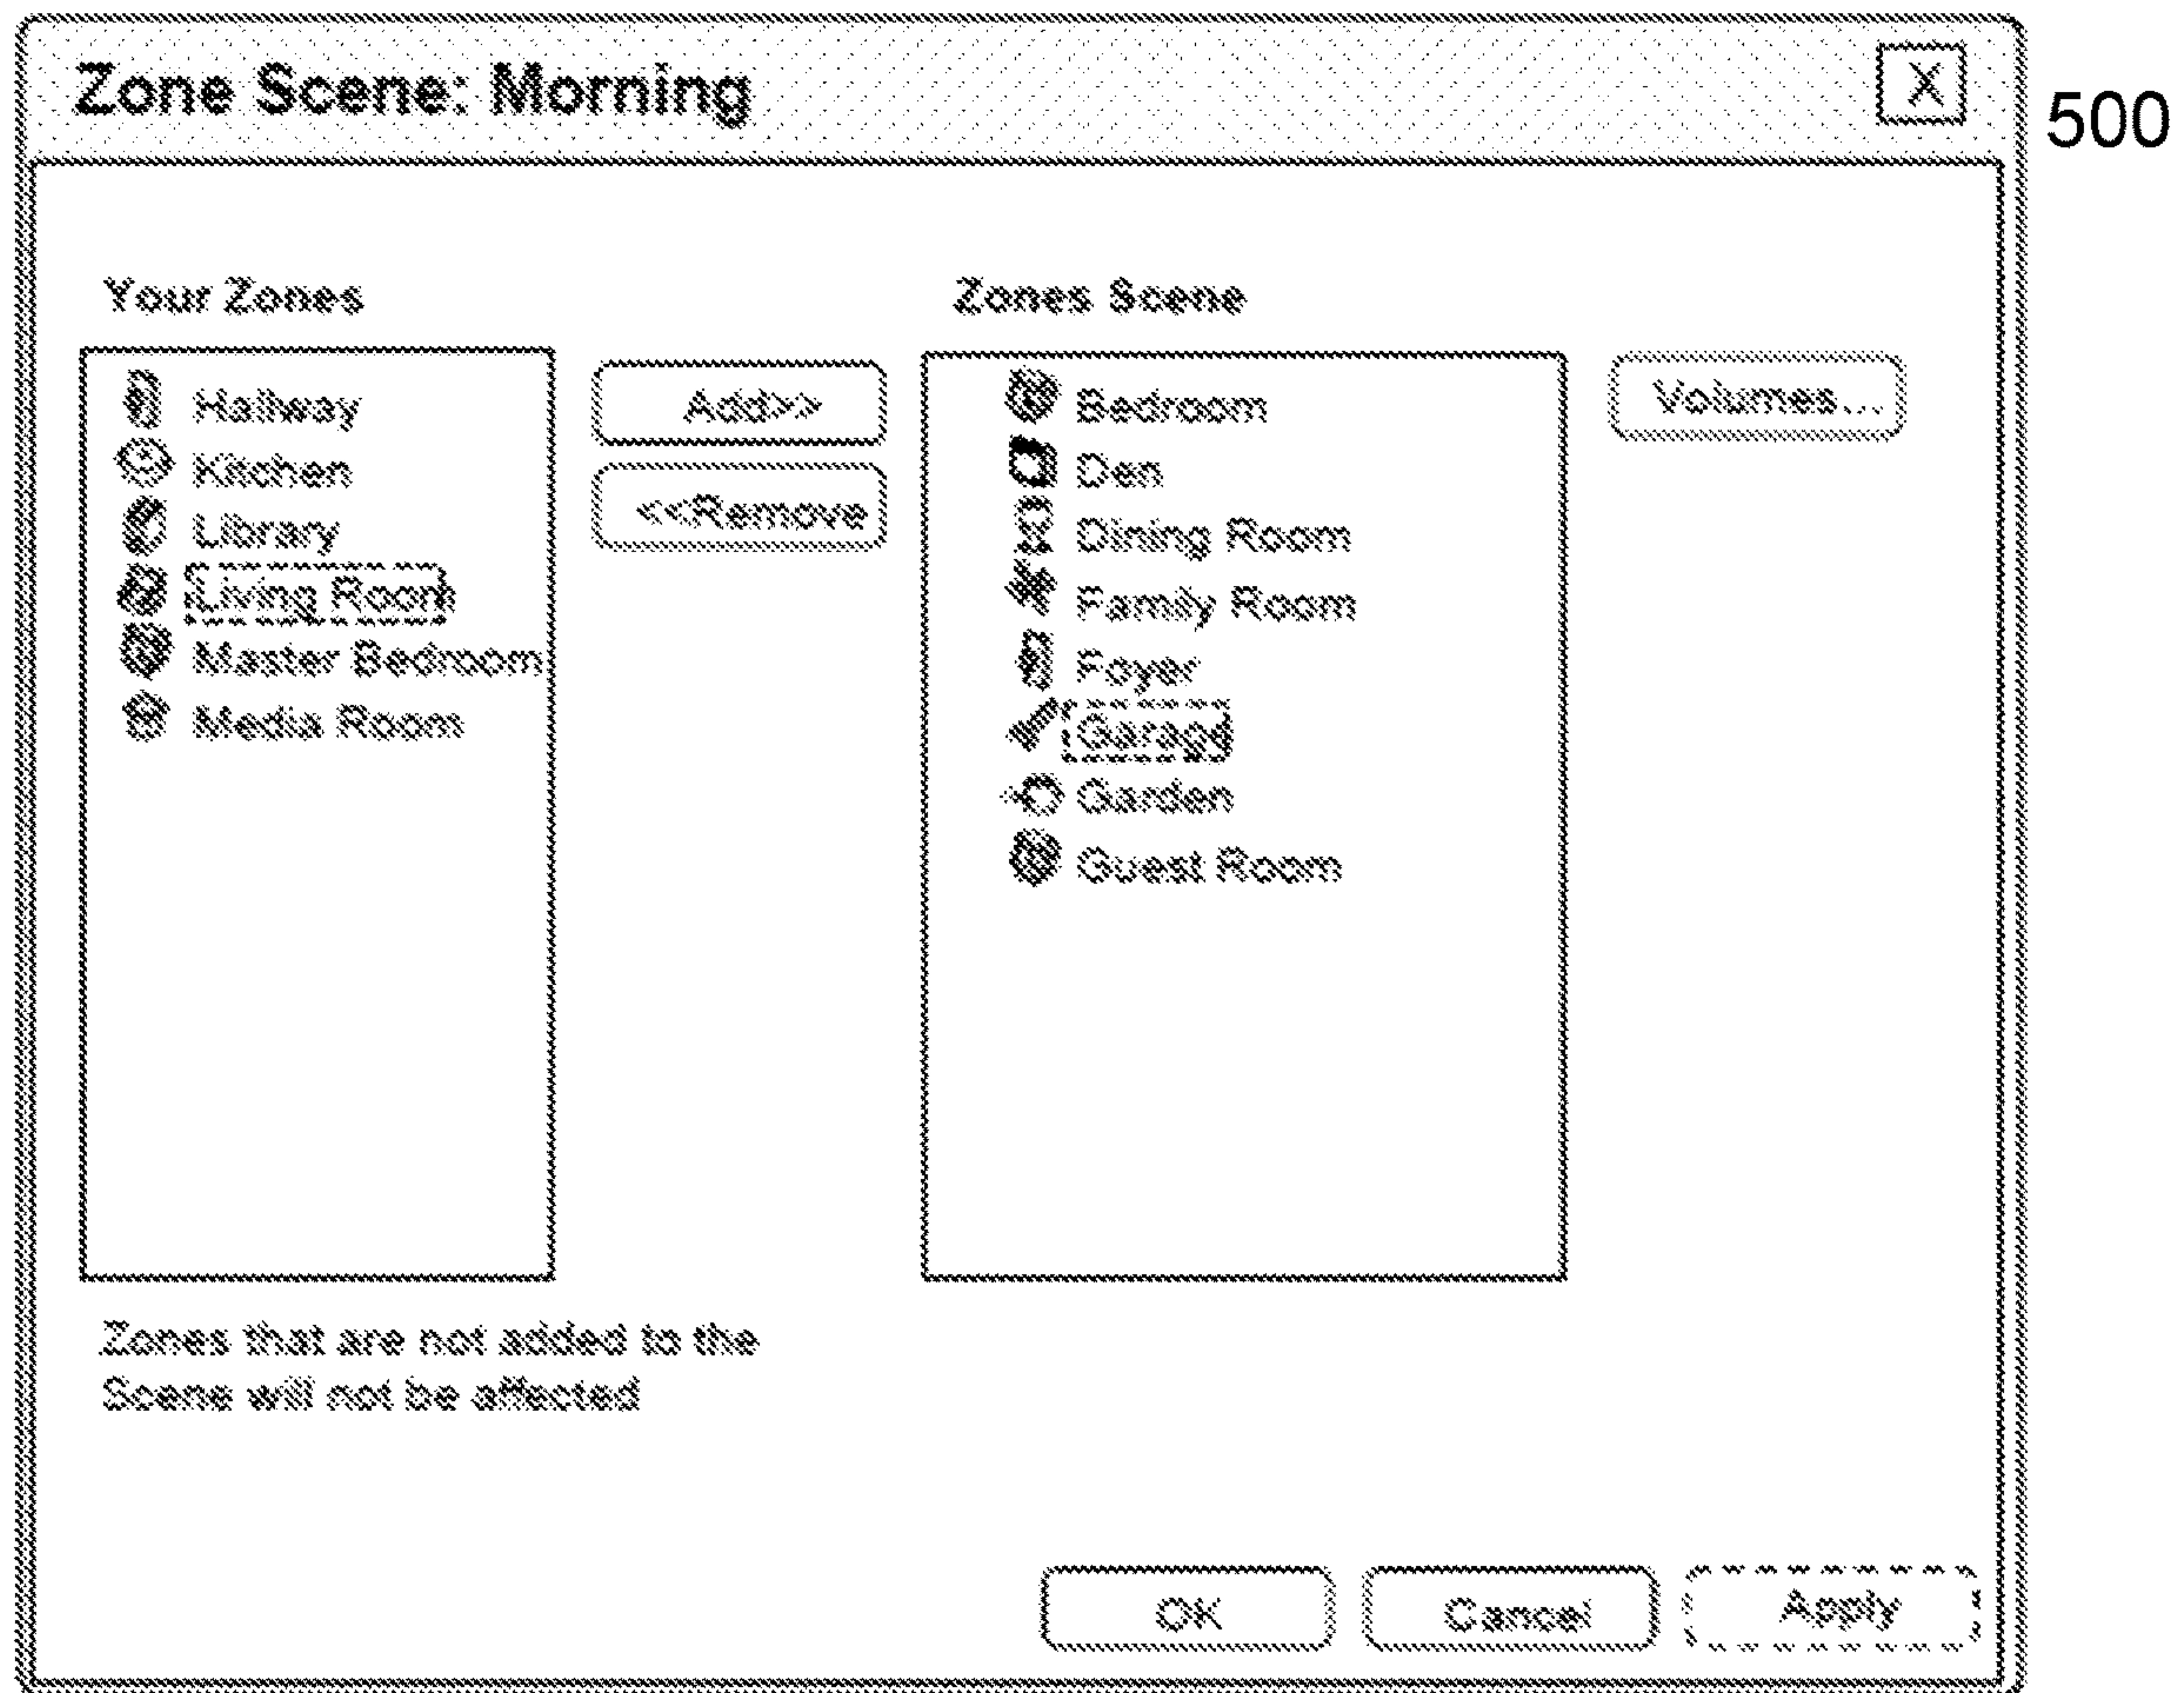 Zone Scene: Morning
X
500
Your Zones
Hallway
Kitchen
Library
Living Room
Master Bedroom
Media Room
Add>>
<<Remove
Zones Scene
Bedroom
Den
Dining Room
Family Room
Foyer
Garage
Garden
Guest Room
Volumes...
Zones that are not added to the
Scene will not be affected
OK
Cancel
Apply